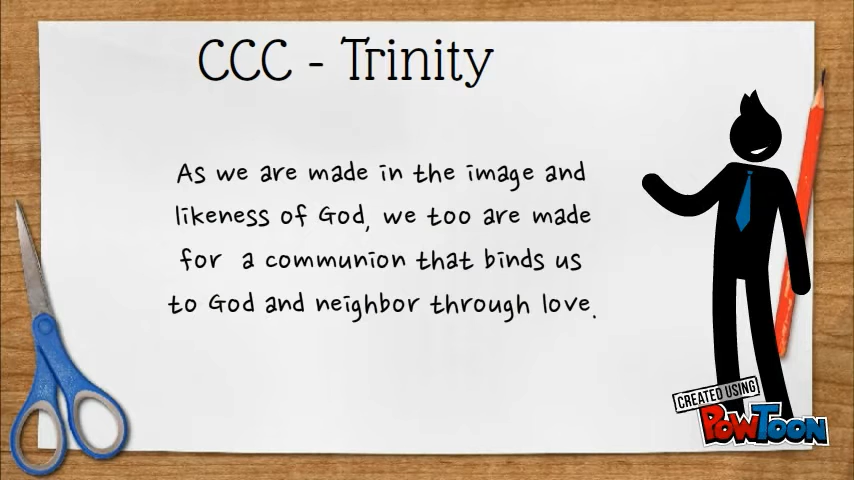 CCC - Trinity
As we are made in the image and
likeness of God, we too are made
for a communion that binds us
to God and neighbor through love.
CREATED USING
POWTOON